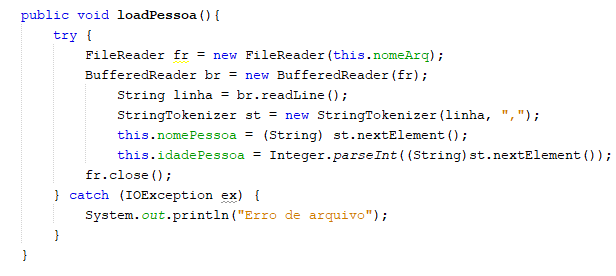 public void loadPessoa(){
try {
FileReader fr = new FileReader(this.nomeArq);
BufferedReader br = new BufferedReader(fr);
String linha = br.readLine();
StringTokenizer st = new StringTokenizer(linha, ",");
this.nomePessoa = (String) st.nextElement();
this.idadePessoa = Integer.parseInt((String)st.nextElement());
fr.close();
} catch (IOException ex) {
System.out.println("Erro de arquivo");
}
}